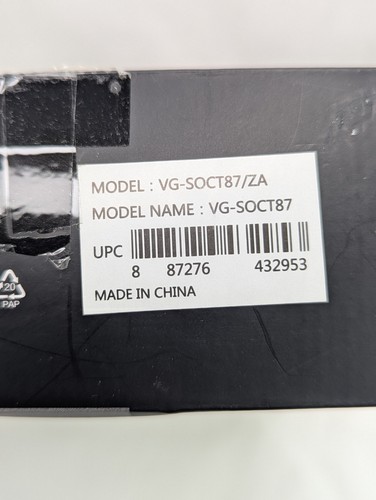 MODEL : VG-SOCT87/ZA
MODEL NAME : VG-SOCT87
UPC
8 87276 432953
MADE IN CHINA
20
PAP